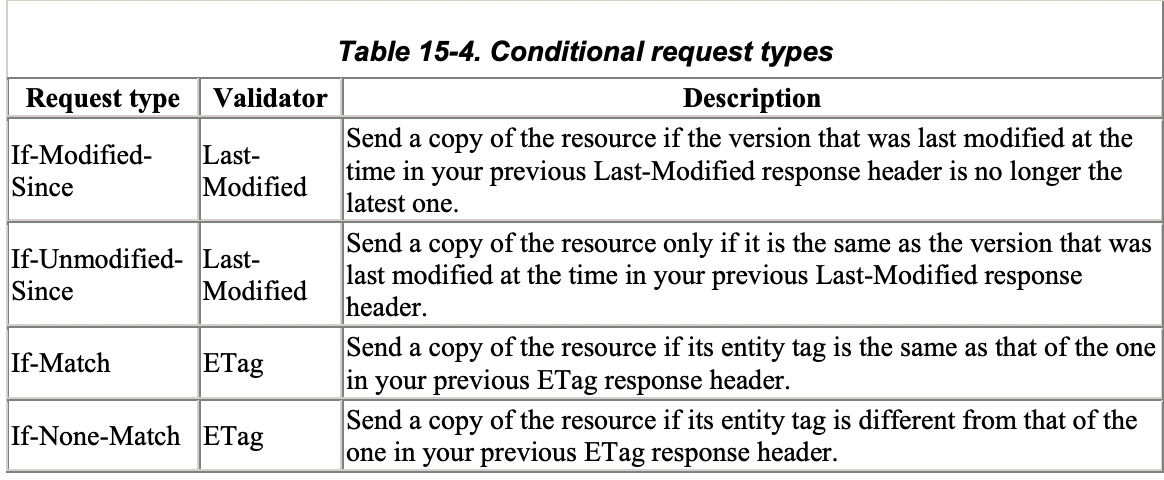 Table 15-4. Conditional request types
Request type Validator Description
If-Modified-
Since
Last-
Modified
Send a copy of the resource if the version that was last modified at the
time in your previous Last-Modified response header is no longer the
latest one.
If-Unmodified-
Since
Last-
Modified
Send a copy of the resource only if it is the same as the version that was
last modified at the time in your previous Last-Modified response
header.
If-Match
ETag
Send a copy of the resource if its entity tag is the same as that of the one
in your previous ETag response header.
If-None-Match
ETag
Send a copy of the resource if its entity tag is different from that of the
one in your previous ETag response header.